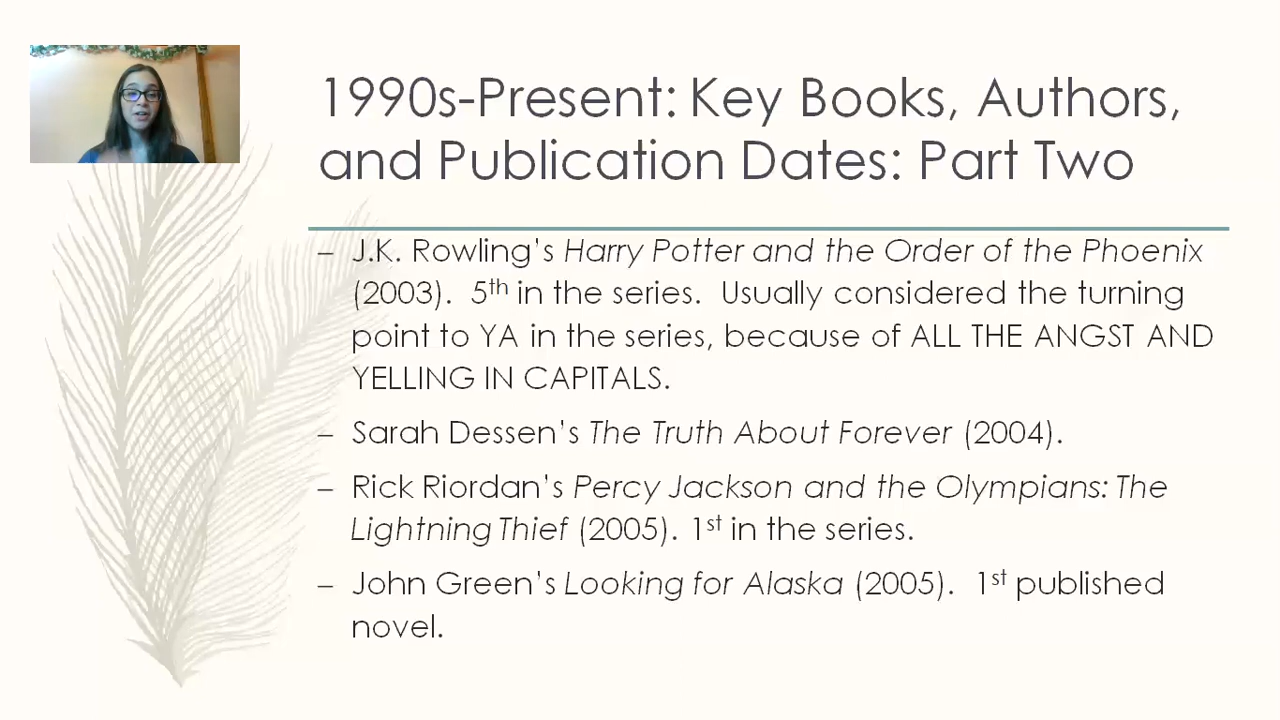 1990s-Present: Key Books, Authors,
and Publication Dates: Part Two
– J.K. Rowling’s Harry Potter and the Order of the Phoenix
(2003).  5th in the series.  Usually considered the turning
point to YA in the series, because of ALL THE ANGST AND
YELLING IN CAPITALS.
– Sarah Dessen’s The Truth About Forever (2004).
– Rick Riordan’s Percy Jackson and the Olympians: The
Lightning Thief (2005). 1st in the series.
– John Green’s Looking for Alaska (2005).  1st published
novel.